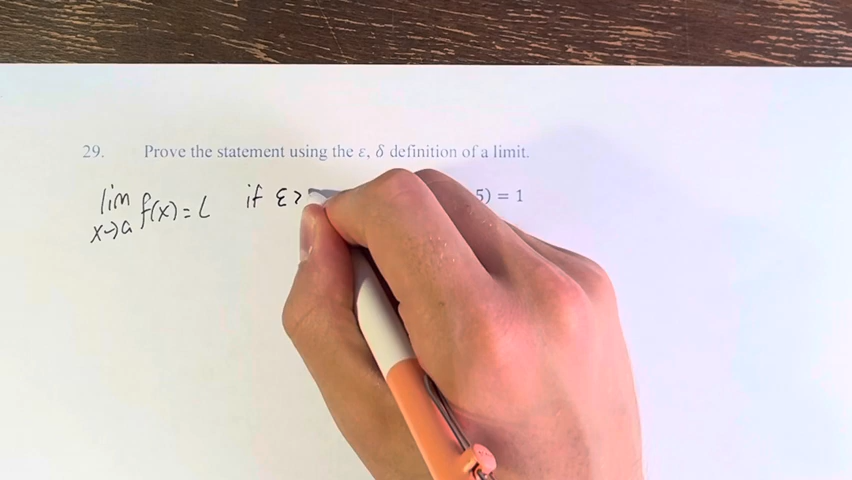 29. Prove the statement using the ε, δ definition of a limit.
lim f(x) = L if ε > 5) = 1
x→a